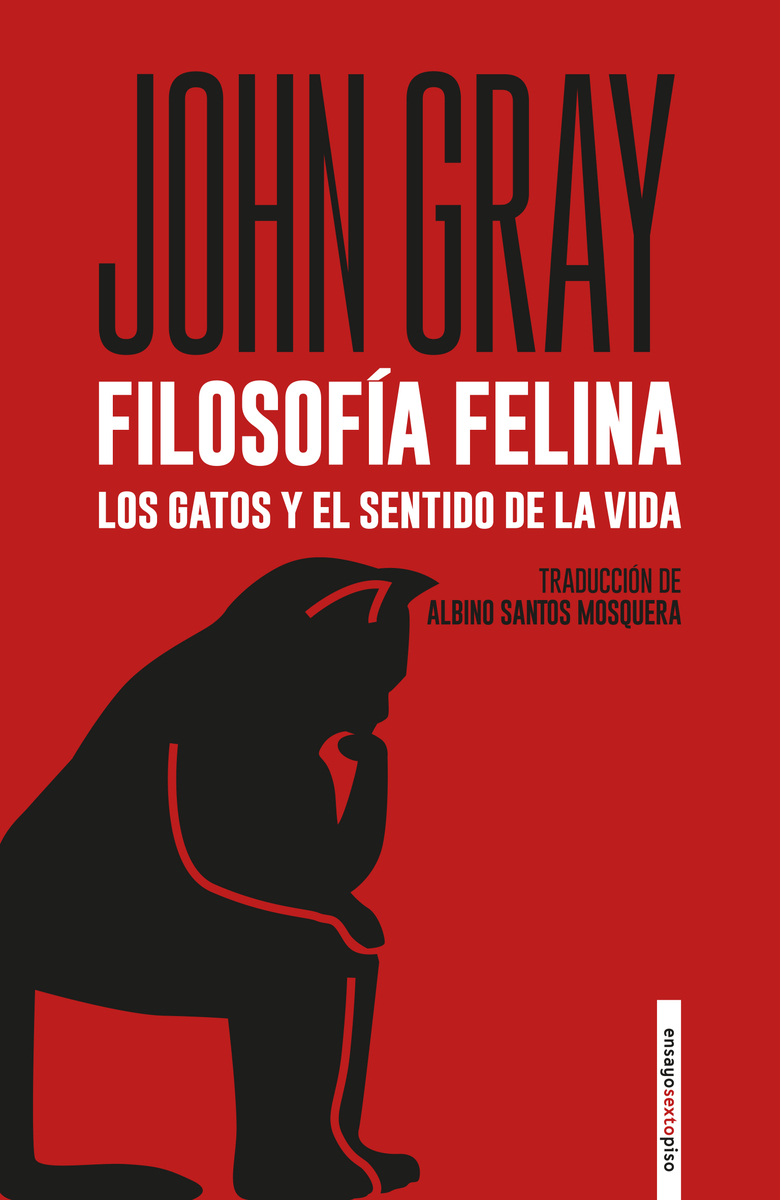 JOHN GRAY
FILOSOFÍA FELINA
LOS GATOS Y EL SENTIDO DE LA VIDA
TRADUCCIÓN DE
ALBINO SANTOS MOSQUERA
ensayosextopiso